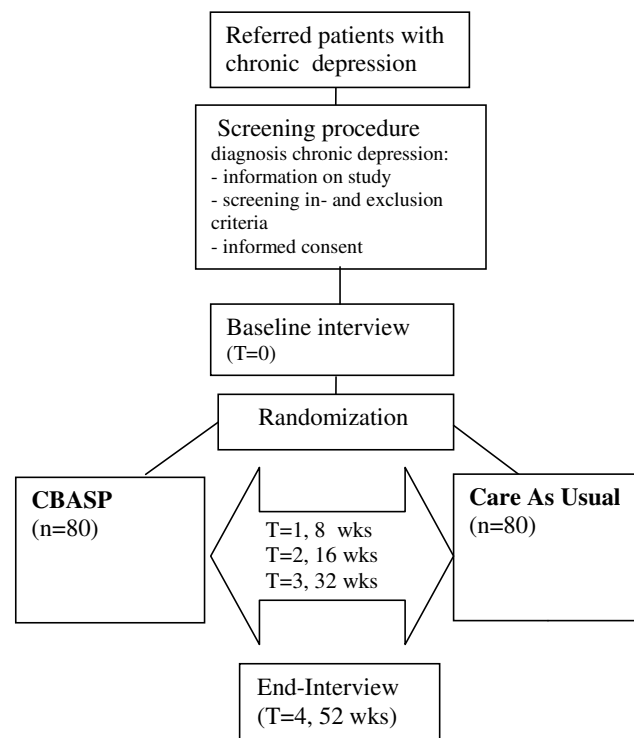 Referred patients with
chronic depression
Screening procedure
diagnosis chronic depression:
- information on study
- screening in- and exclusion
criteria
- informed consent
Baseline interview
(T=0)
Randomization
CBASP
(n=80)
T=1, 8 wks
T=2, 16 wks
T=3, 32 wks
Care As Usual
(n=80)
End-Interview
(T=4, 52 wks)